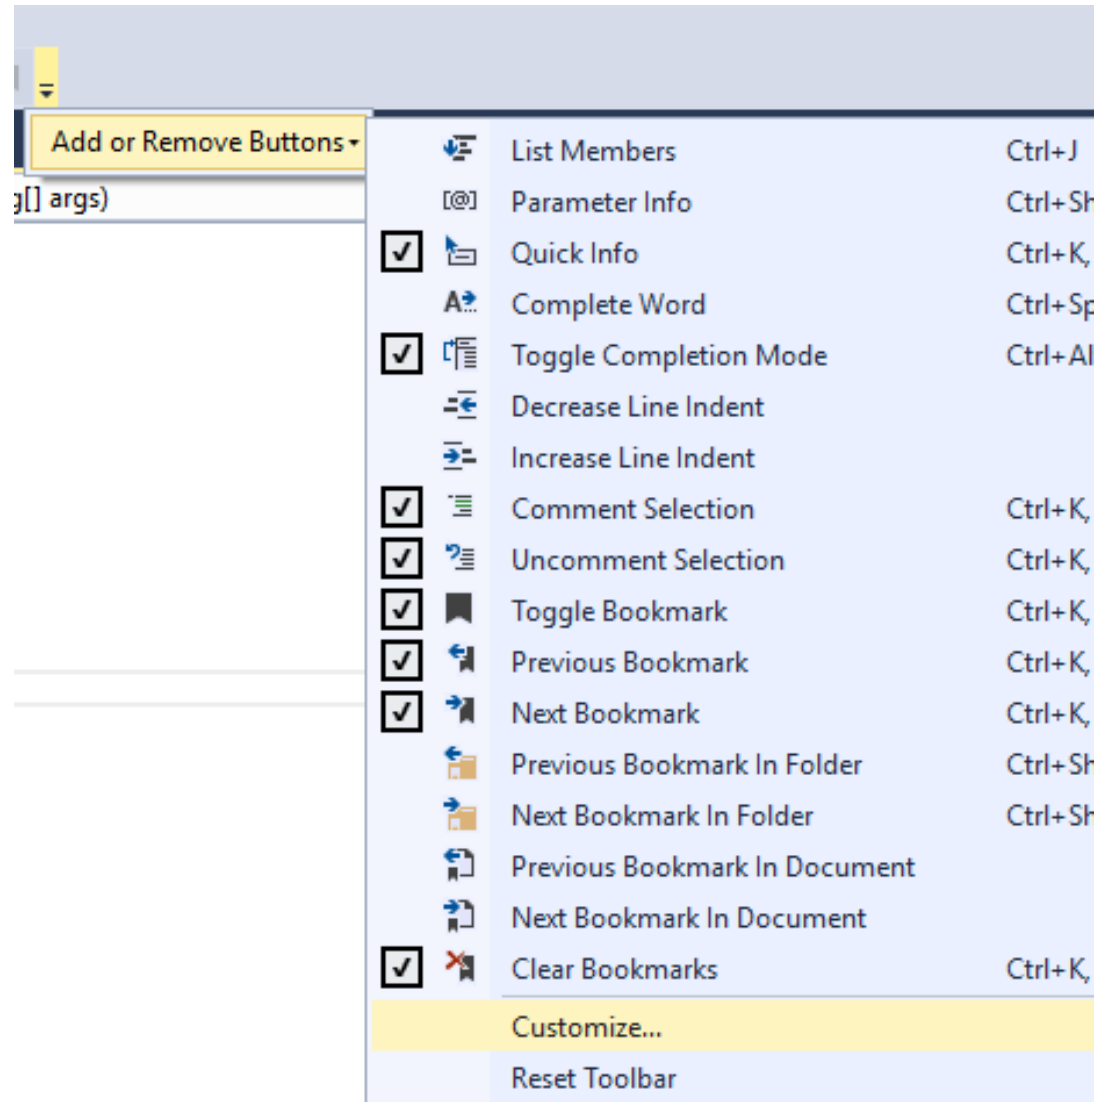 Add or Remove Buttons
g[] args)
List Members Ctrl+J
[@] Parameter Info Ctrl+Sh
Quick Info Ctrl+K,
A Complete Word Ctrl+Sp
Toggle Completion Mode Ctrl+Al
Decrease Line Indent
Increase Line Indent
Comment Selection Ctrl+K,
Uncomment Selection Ctrl+K,
Toggle Bookmark Ctrl+K,
Previous Bookmark Ctrl+K,
Next Bookmark Ctrl+K,
Previous Bookmark In Folder Ctrl+Sh
Next Bookmark In Folder Ctrl+Sh
Previous Bookmark In Document
Next Bookmark In Document
Clear Bookmarks Ctrl+K,
Customize...
Reset Toolbar